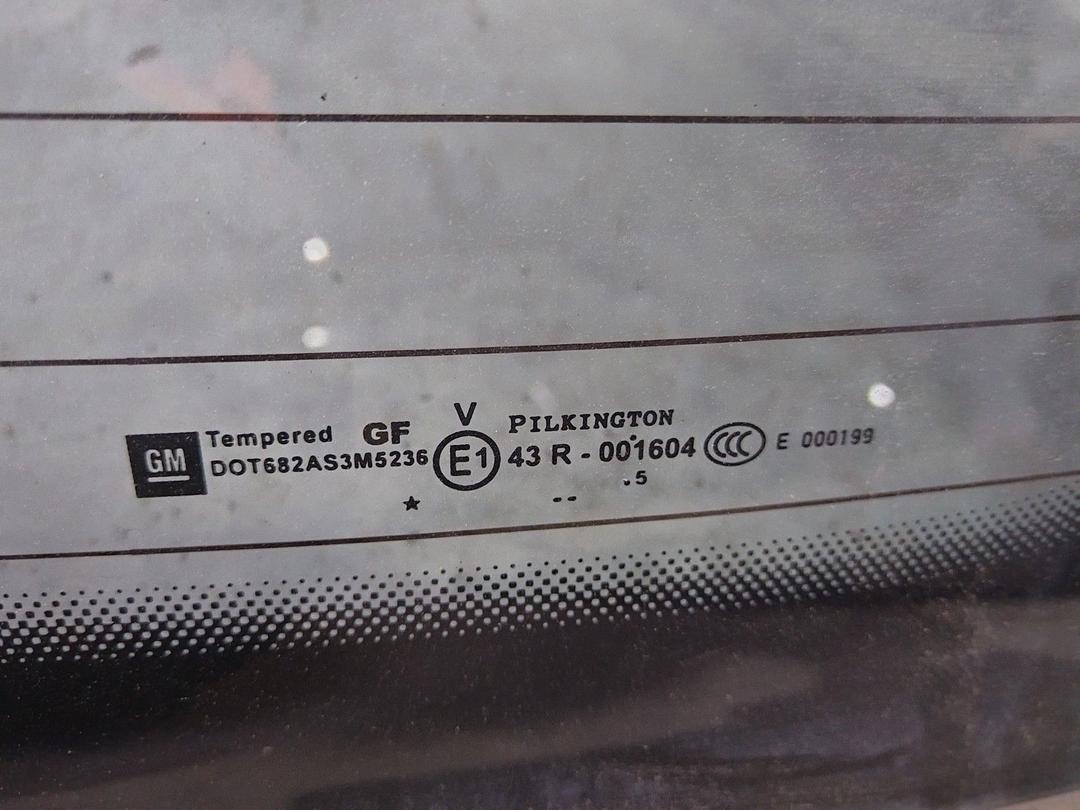 GM
Tempered GF
DOT682AS3M5236
V
E1
PILKINGTON
43 R - 001604
.5
CCC E 000199